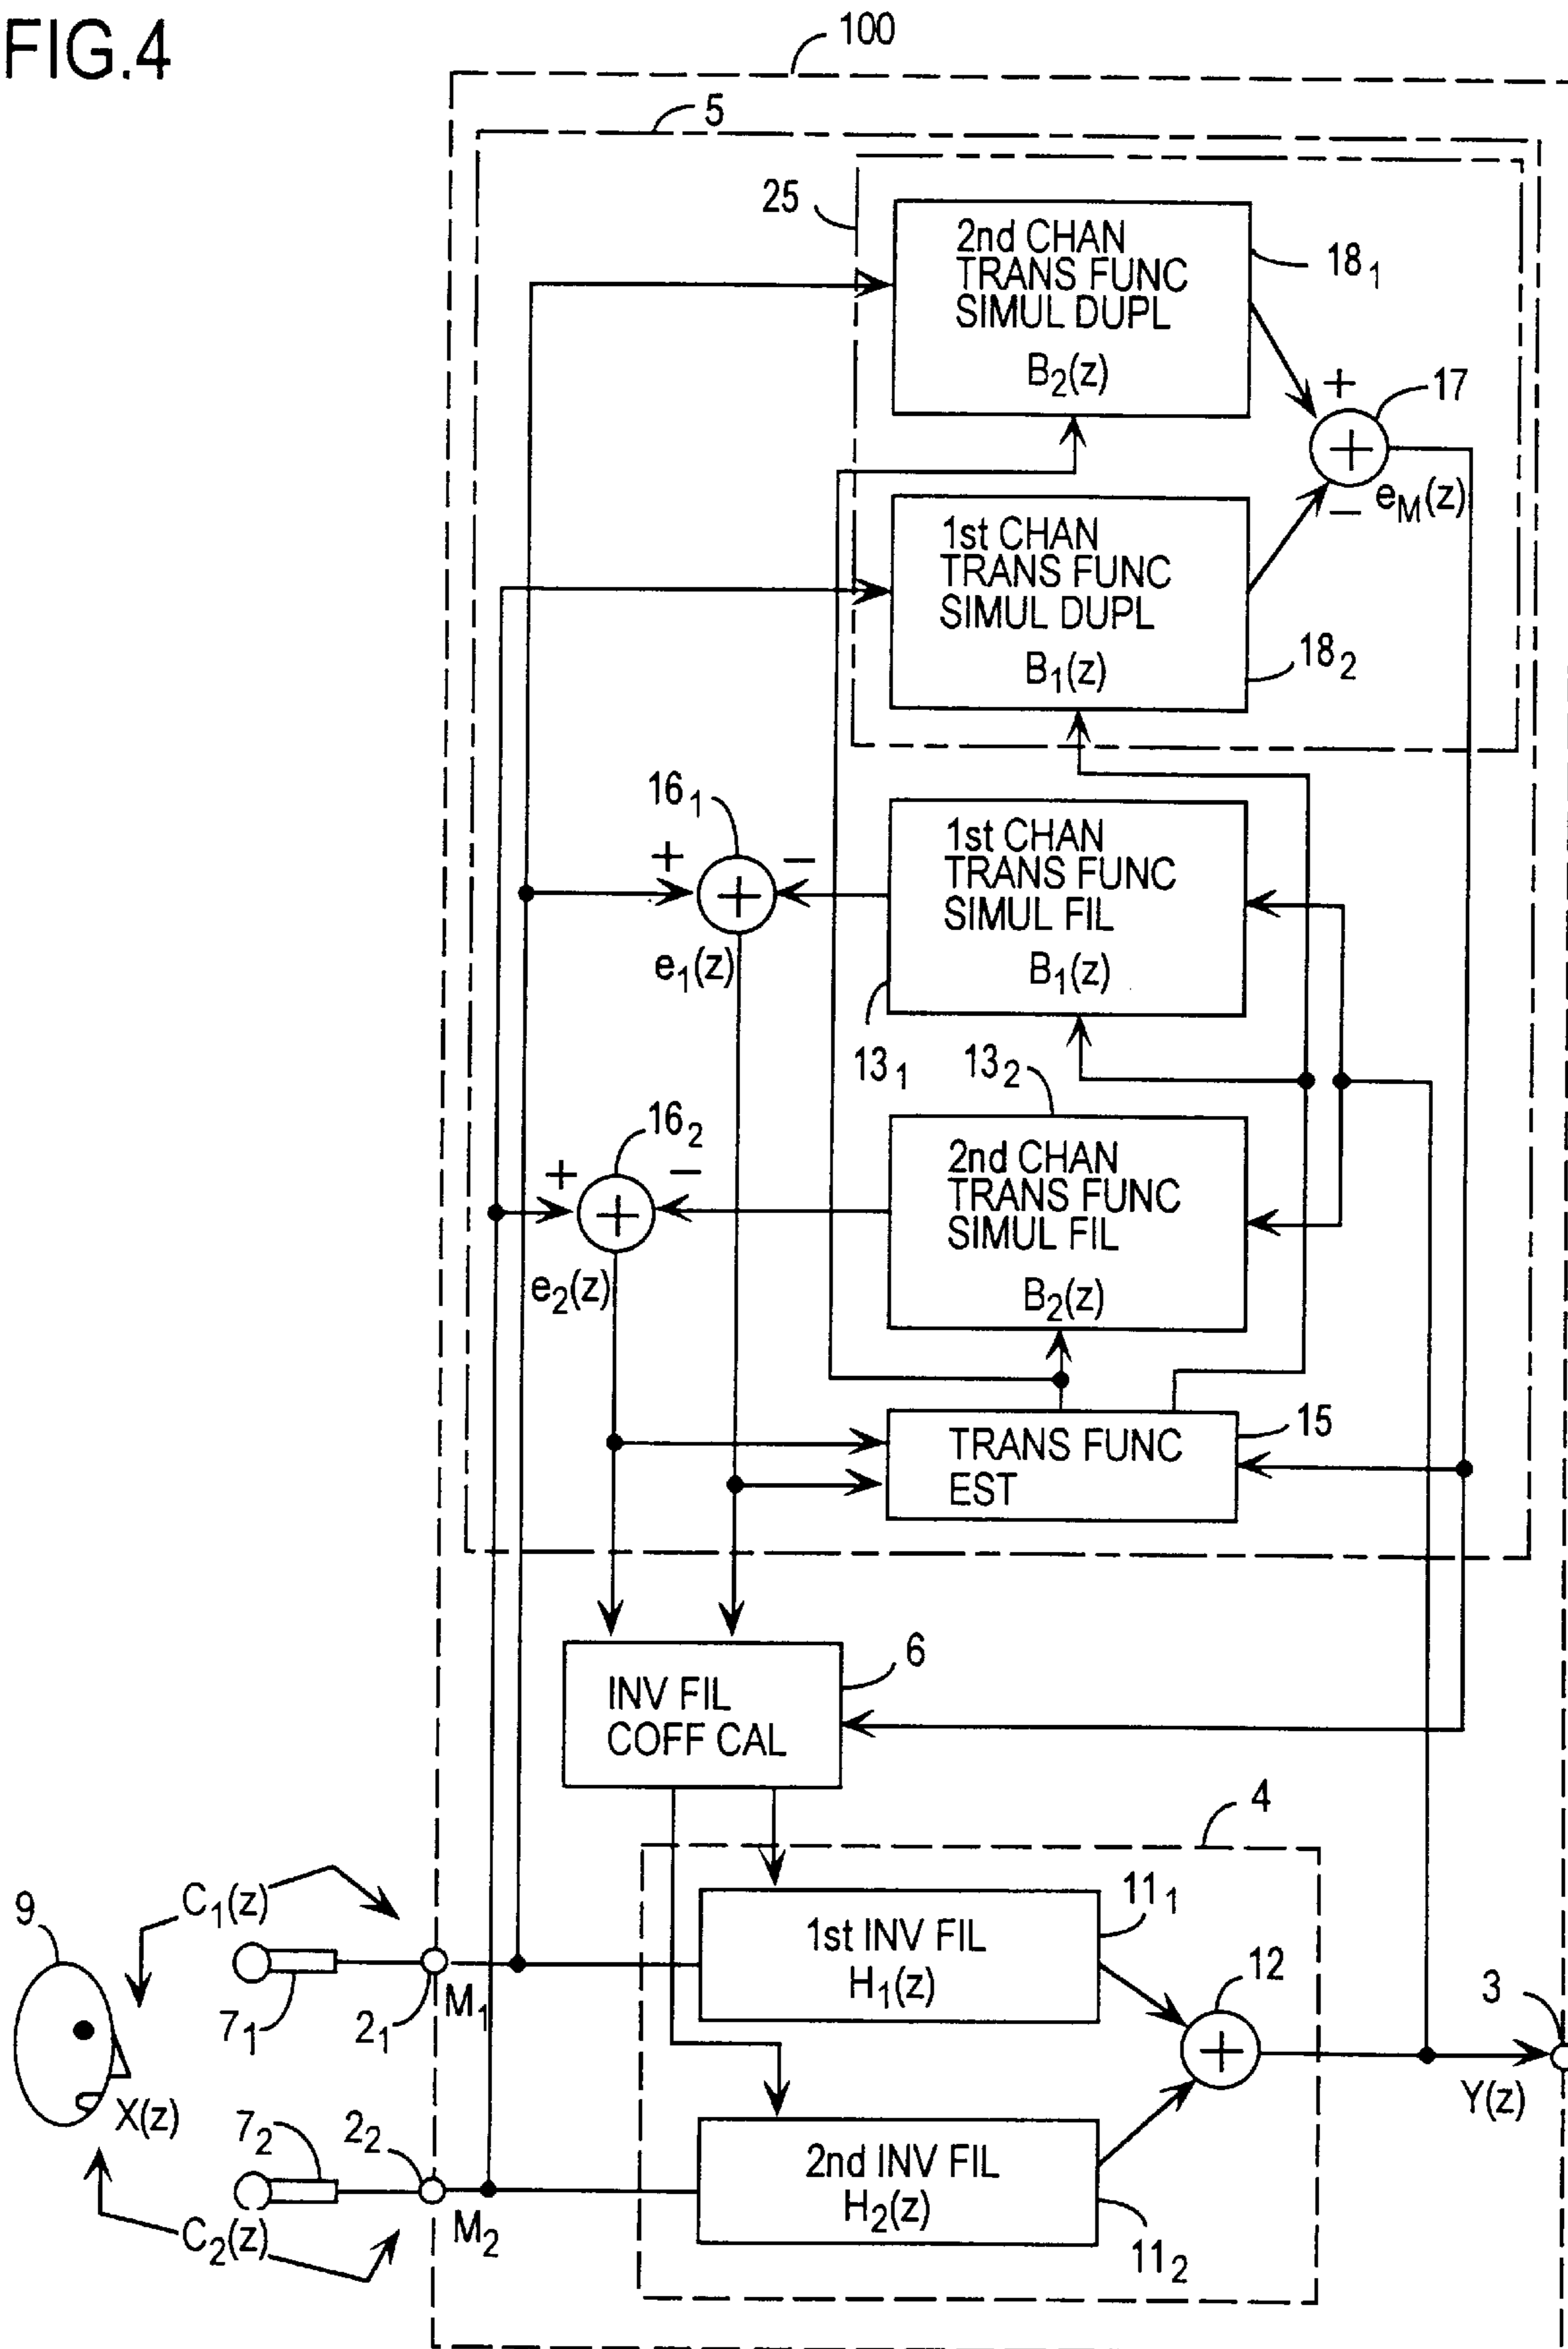 FIG.4
100
5
25
2nd CHAN
TRANS FUNC
SIMUL DUPL
B₂(z)
18₁
+
17
+
− eM(z)
1st CHAN
TRANS FUNC
SIMUL DUPL
B₁(z)
18₂
16₁
+ −
+
e₁(z)
1st CHAN
TRANS FUNC
SIMUL FIL
B₁(z)
13₁
13₂
16₂
+ −
+
e₂(z)
2nd CHAN
TRANS FUNC
SIMUL FIL
B₂(z)
15
TRANS FUNC
EST
6
INV FIL
COFF CAL
4
9
C₁(z)
7₁
2₁
M₁
1st INV FIL
H₁(z)
11₁
12
+
3
Y(z)
X(z)
7₂
2₂
M₂
C₂(z)
2nd INV FIL
H₂(z)
11₂